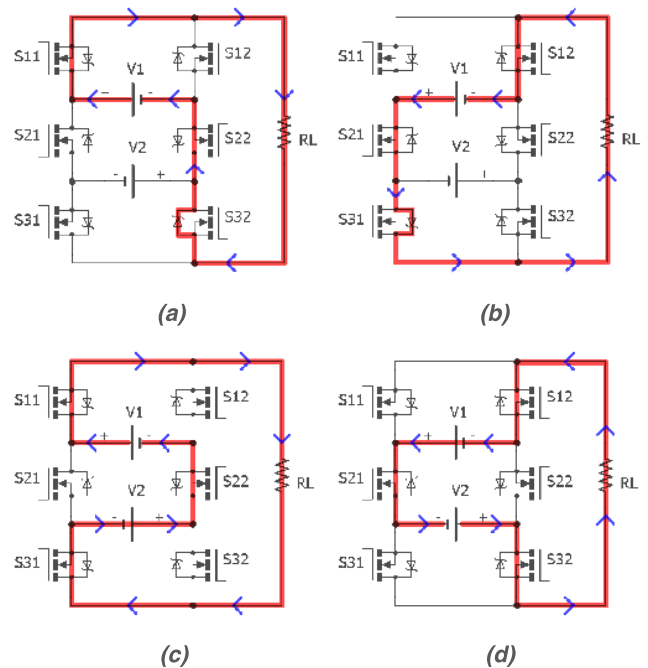 S11 S12 S11 S12
V1 V1
− - + -
S21 S22 S21 S22
RL RL
V2 V2
- + -
S31 S32 S31 S32
(a) (b)
S11 S12 S11 S12
V1 V1
+ - + -
S21 S22 S21 S22
RL RL
V2 V2
- + - +
S31 S32 S31 S32
(c) (d)